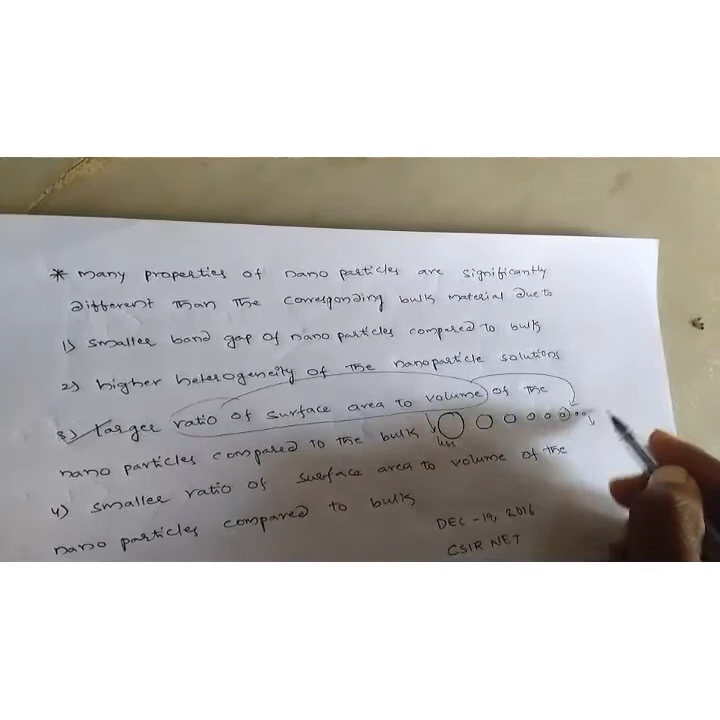 * Many properties of nano particles are significantly
different than the corresponding bulk material due to
1) smaller band gap of nano particles compared to bulk
2) higher heterogeneity of the nanoparticle solutions
3) larger ratio of surface area to volume of the
nano particles compared to the bulk
4) smaller ratio of surface area to volume of the
nano particles compared to bulk
DEC - 19, 2016
CSIR NET